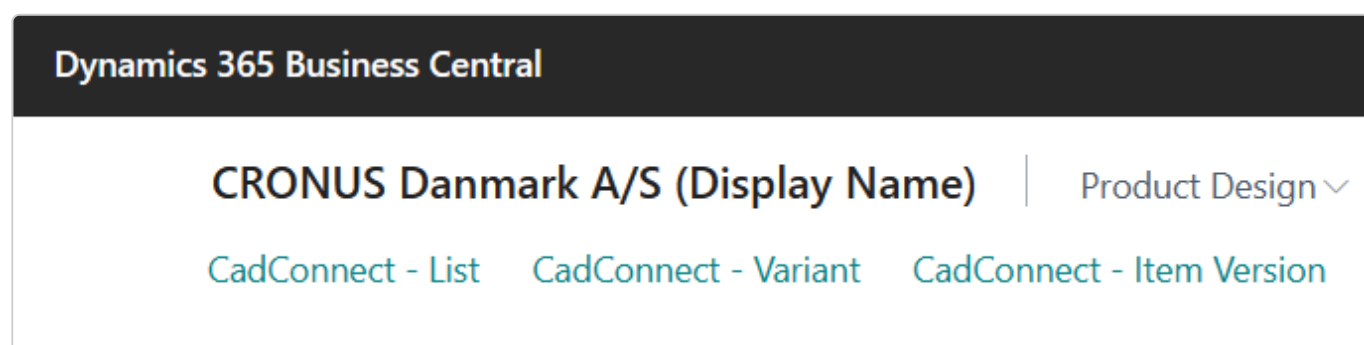 Dynamics 365 Business Central
CRONUS Danmark A/S (Display Name) Product Design
CadConnect - List CadConnect - Variant CadConnect - Item Version